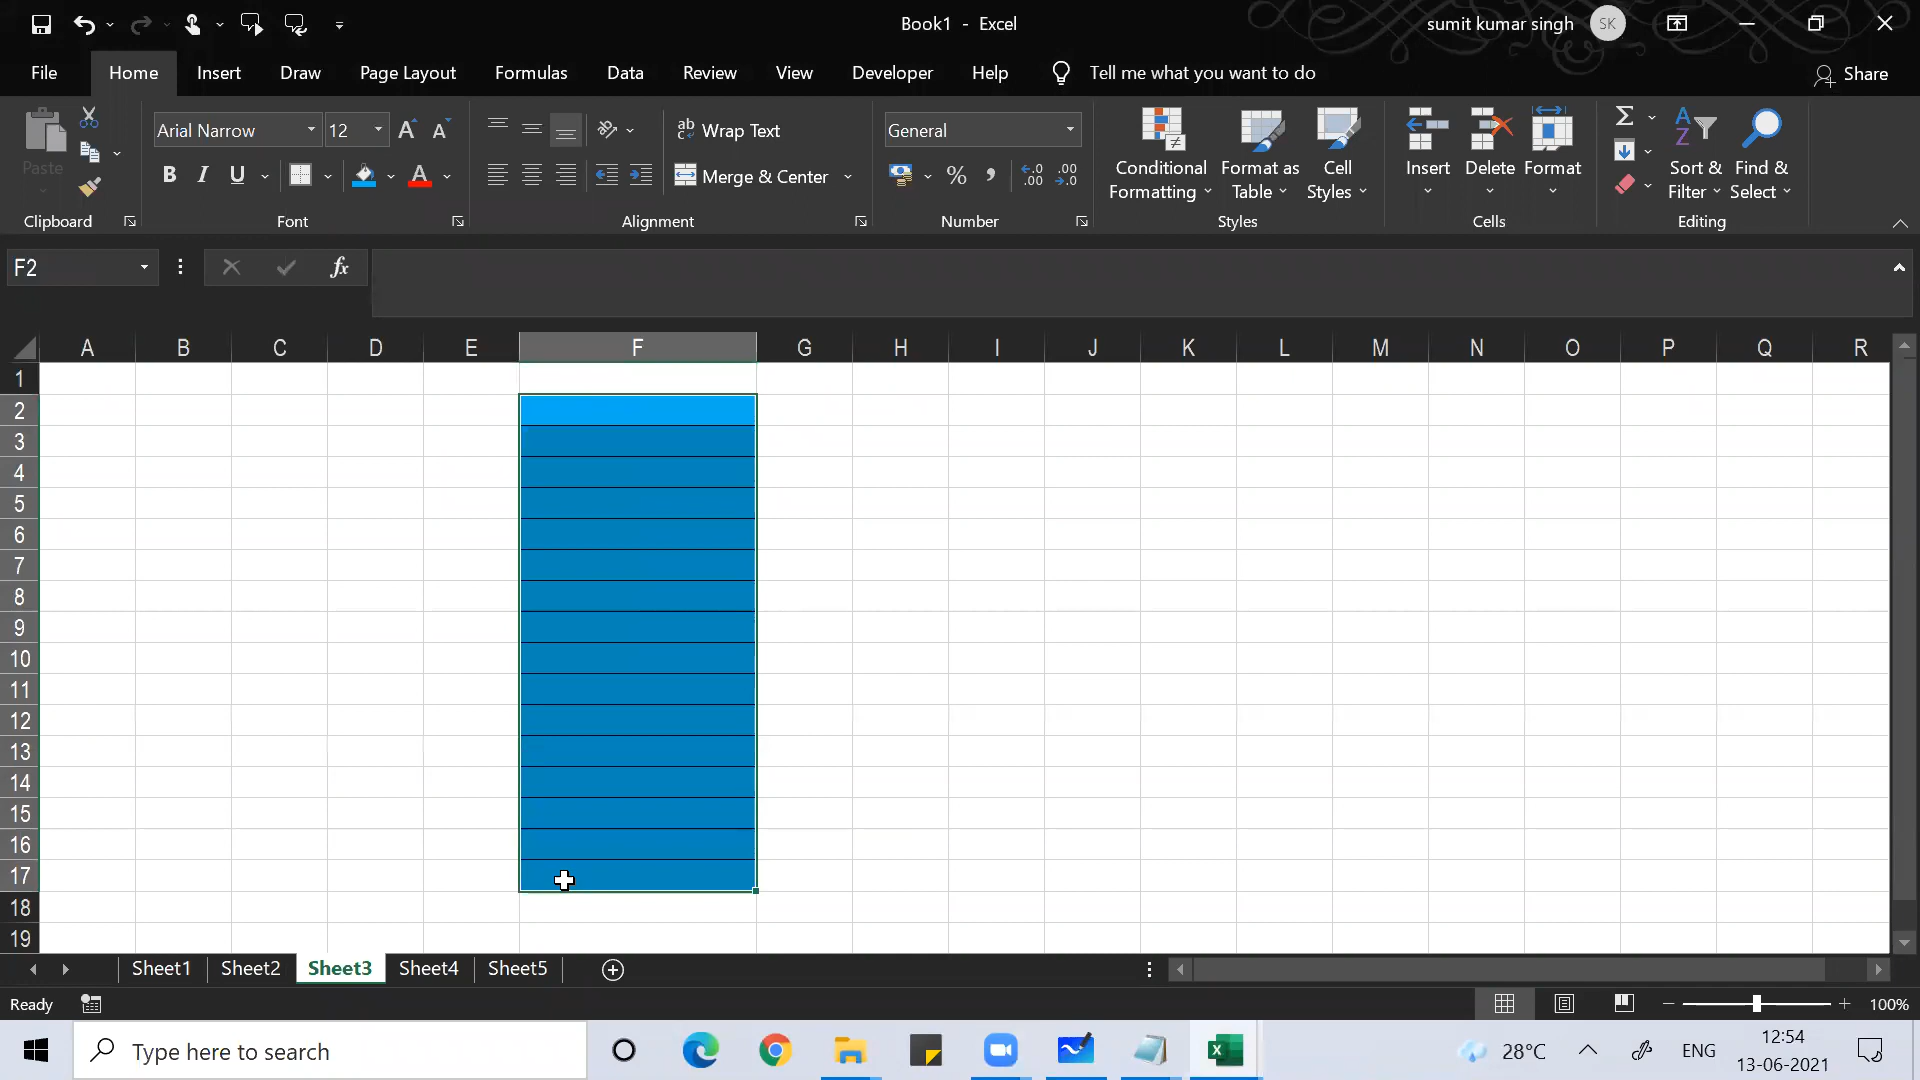 Book1 - Excel
sumit kumar singh
SK
File
Home
Insert
Draw
Page Layout
Formulas
Data
Review
View
Developer
Help
Tell me what you want to do
Share
Paste
Arial Narrow
12
A
A
ab
Wrap Text
General
B
I
U
A
Merge & Center
%
,
.00
.00
.0
Conditional
Formatting
Format as
Table
Cell
Styles
Insert
Delete
Format
Σ
A
Z
Sort &
Filter
Find &
Select
Clipboard
Font
Alignment
Number
Styles
Cells
Editing
F2
fx
A B C D E F G H I J K L M N O P Q R
1
2
3
4
5
6
7
8
9
10
11
12
13
14
15
16
17
18
19
Sheet1
Sheet2
Sheet3
Sheet4
Sheet5
Ready
100%
Type here to search
28°C
ENG
12:54
13-06-2021